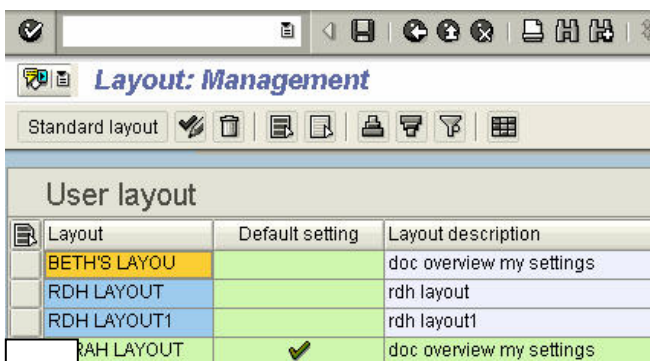 Layout: Management
Standard layout
User layout
Layout Default setting Layout description
BETH'S LAYOU doc overview my settings
RDH LAYOUT rdh layout
RDH LAYOUT1 rdh layout1
RAH LAYOUT doc overview my settings